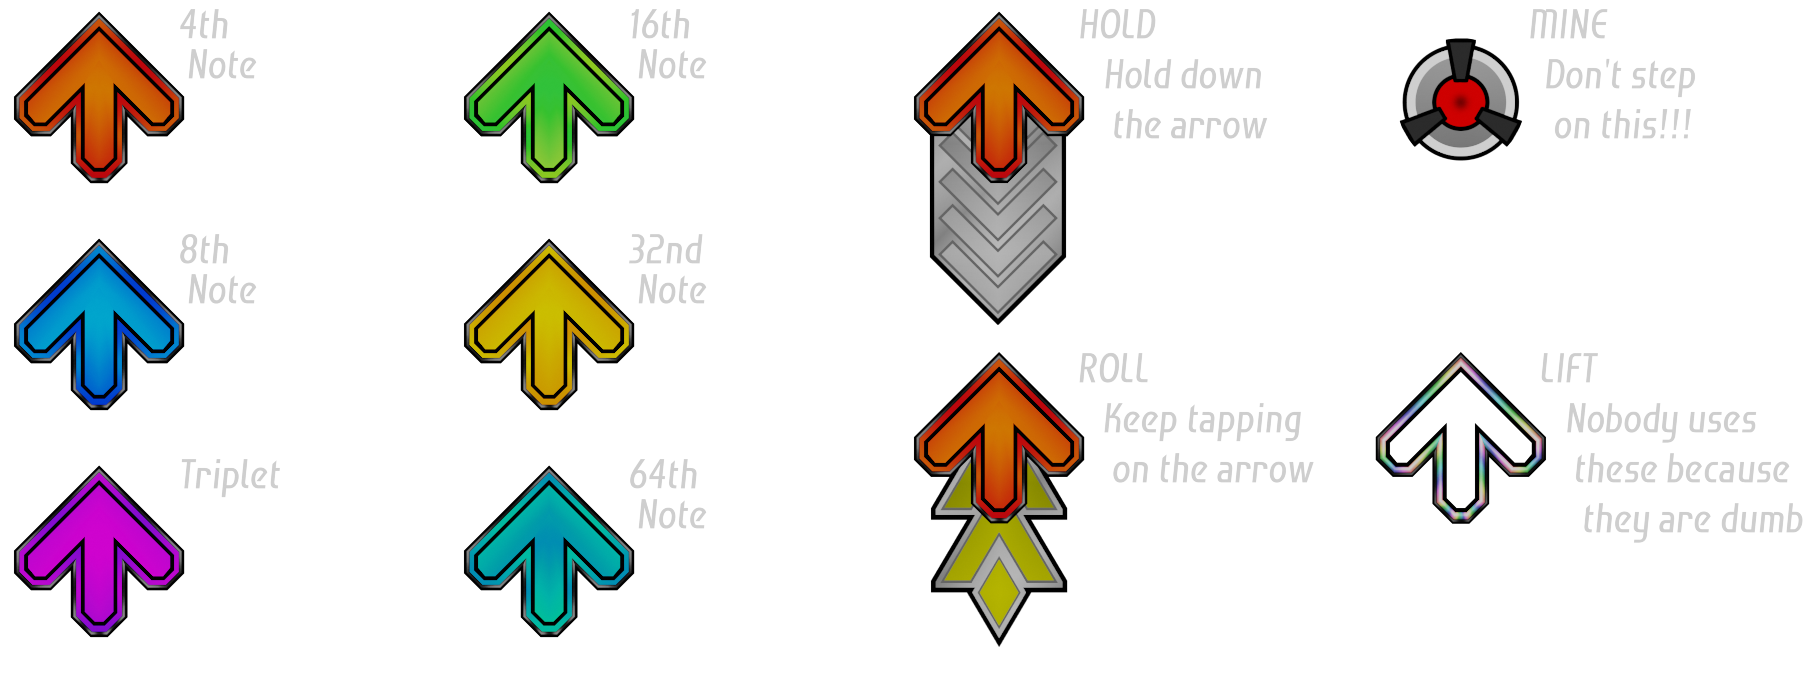 4th
Note
8th
Note
Triplet
16th
Note
32nd
Note
64th
Note
HOLD
Hold down
the arrow
ROLL
Keep tapping
on the arrow
MINE
Don't step
on this!!!
LIFT
Nobody uses
these because
they are dumb